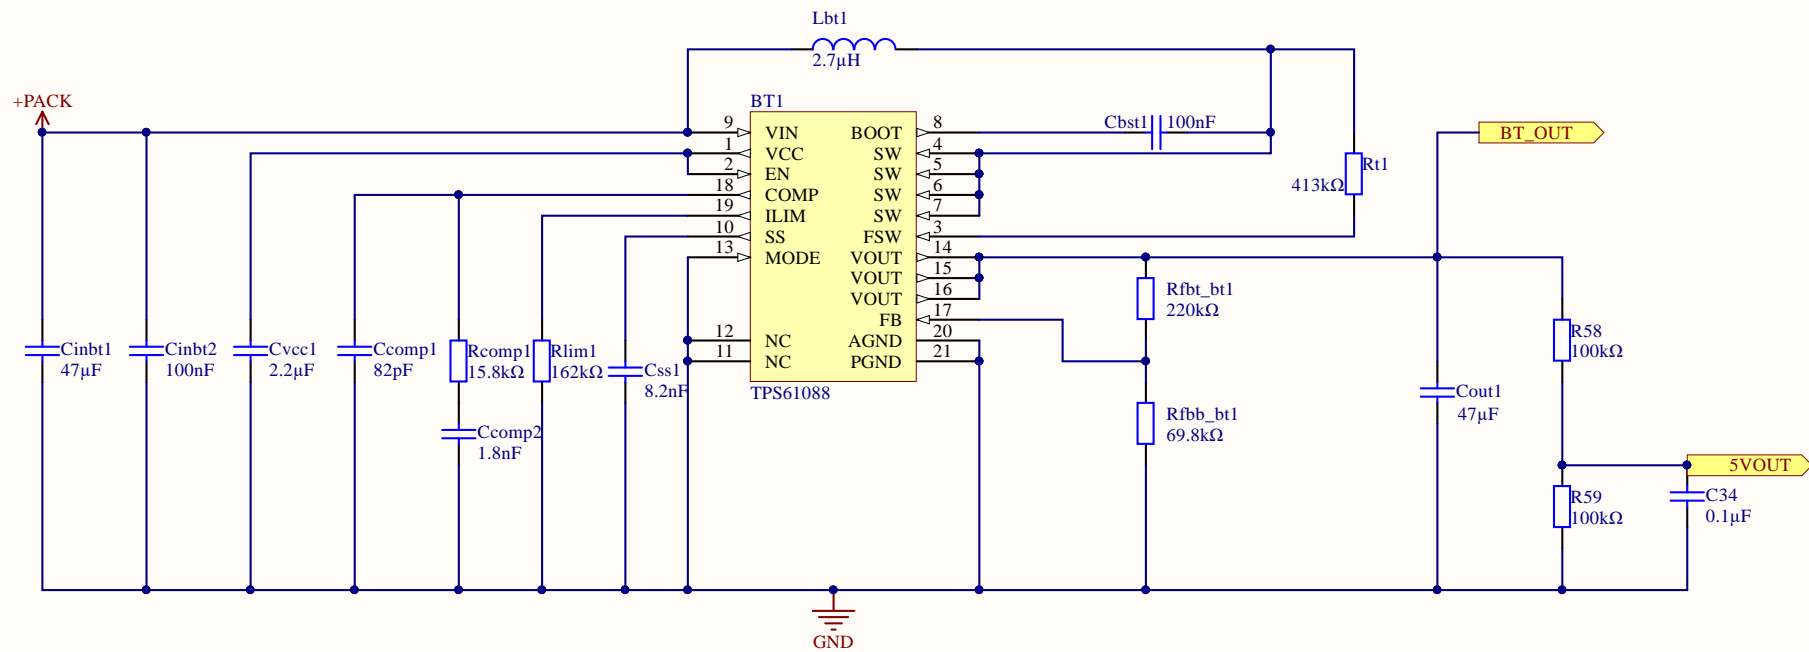 Lbt1
2.7µH
+PACK
BT1
9 VIN BOOT 8 Cbst1 100nF BT_OUT
1 VCC SW 4
2 EN SW 5 Rt1
18 COMP SW 6 413kΩ
19 ILIM SW 7
10 SS FSW 3
13 MODE VOUT 14
VOUT 15
VOUT 16
FB 17
12 NC AGND 20
11 NC PGND 21
TPS61088
Rfbt_bt1
220kΩ
R58
100kΩ
Cinbt1
47µF
Cinbt2
100nF
Cvcc1
2.2µF
Ccomp1
82pF
Rcomp1
15.8kΩ
Rlim1
162kΩ
Css1
8.2nF
Ccomp2
1.8nF
Rfbb_bt1
69.8kΩ
Cout1
47µF
5VOUT
R59
100kΩ
C34
0.1µF
GND